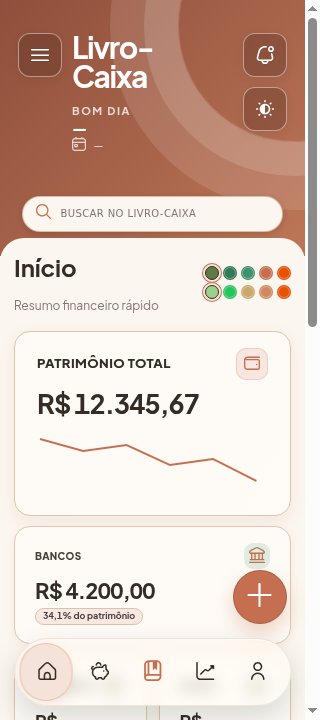 Livro-
Caixa
BOM DIA
—
—
BUSCAR NO LIVRO-CAIXA
Início
Resumo financeiro rápido
PATRIMÔNIO TOTAL
R$ 12.345,67
BANCOS
R$ 4.200,00
34,1% do patrimônio
R$ R$